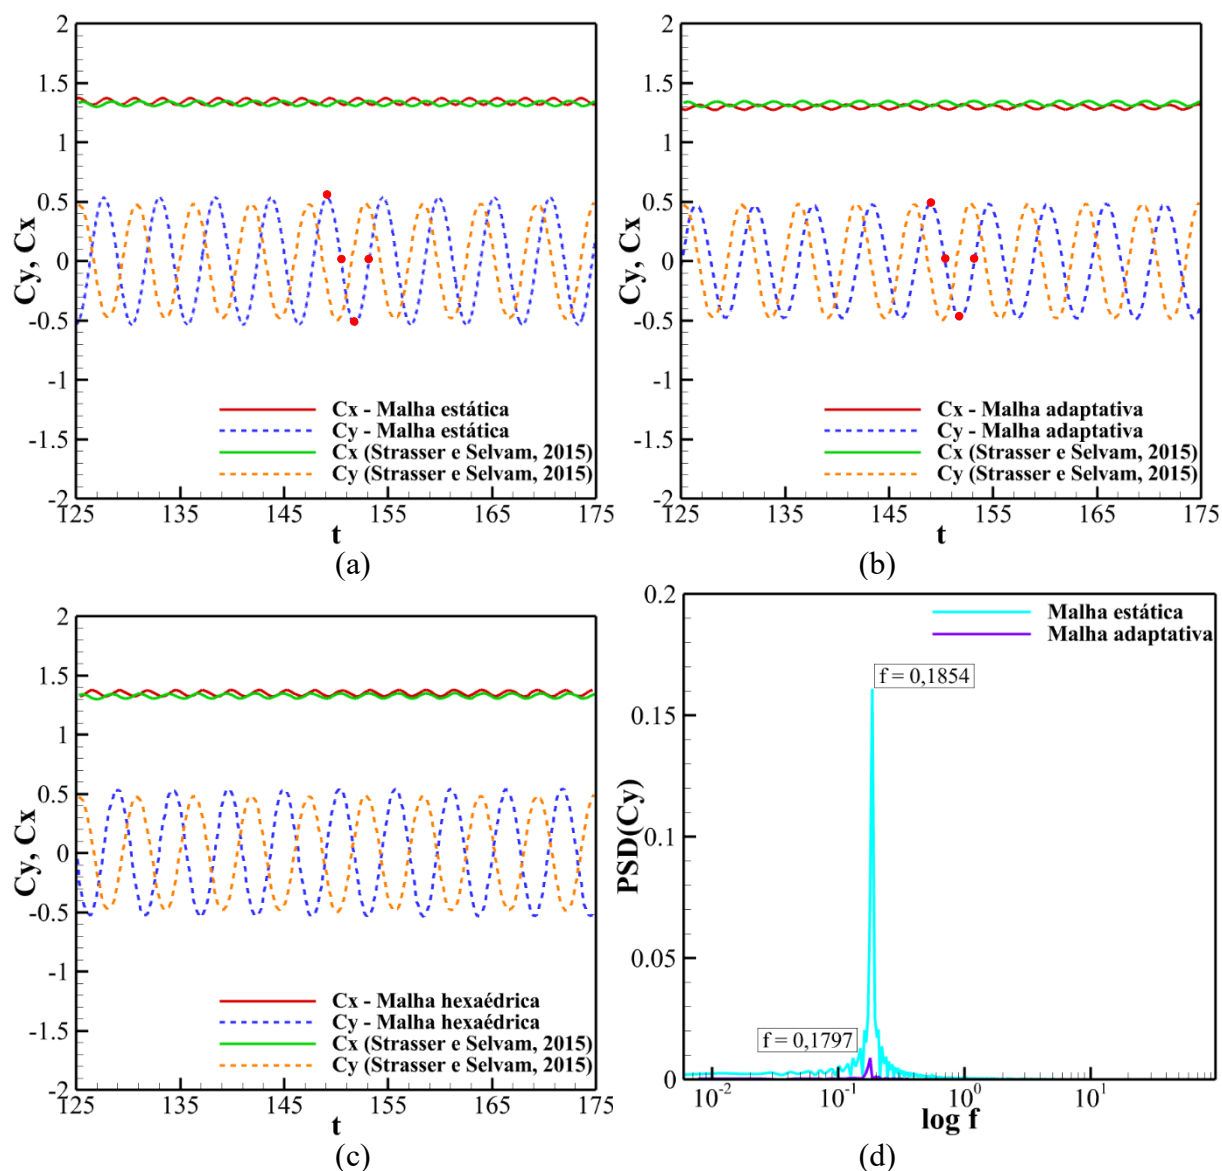 2
1.5
1
0.5
0
-0.5
-1
-1.5
-2
Cy, Cx
Cx - Malha estática
Cy - Malha estática
Cx (Strasser e Selvam, 2015)
Cy (Strasser e Selvam, 2015)
125 135 145 155 165 175
t
(a)
2
1.5
1
0.5
0
-0.5
-1
-1.5
-2
Cy, Cx
Cx - Malha adaptativa
Cy - Malha adaptativa
Cx (Strasser e Selvam, 2015)
Cy (Strasser e Selvam, 2015)
125 135 145 155 165 175
t
(b)
2
1.5
1
0.5
0
-0.5
-1
-1.5
-2
Cy, Cx
Cx - Malha hexaédrica
Cy - Malha hexaédrica
Cx (Strasser e Selvam, 2015)
Cy (Strasser e Selvam, 2015)
125 135 145 155 165 175
t
(c)
0.2
0.15
0.1
0.05
0
PSD(Cy)
Malha estática
Malha adaptativa
f = 0,1854
f = 0,1797
10⁻² 10⁻¹ 10⁰ 10¹
log f
(d)